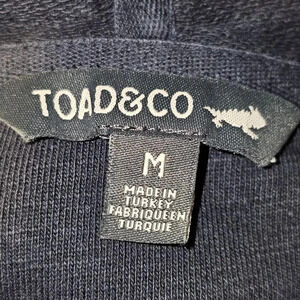 TOAD&CO
M
MADE IN
TURKEY
FABRIQUE EN
TURQUIE